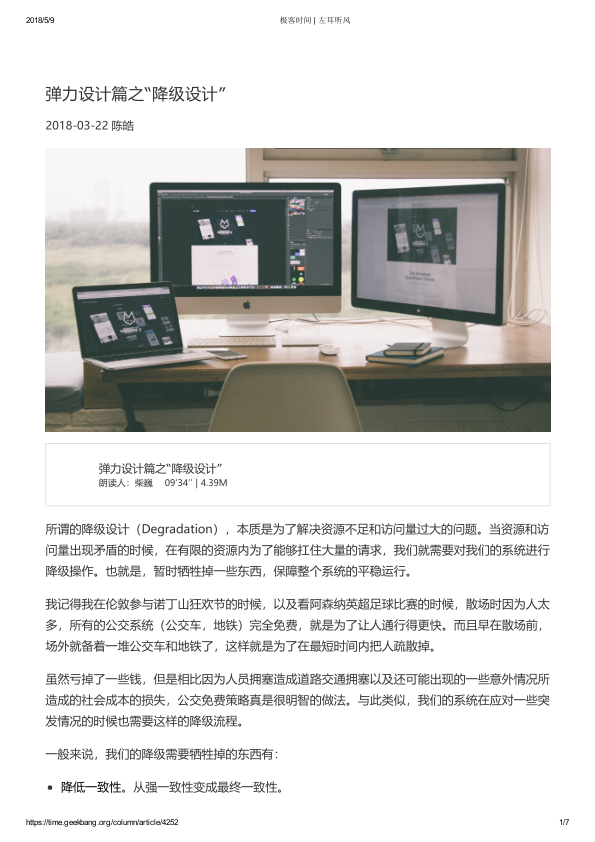 2018/5/9
极客时间 | 左耳听风
弹力设计篇之“降级设计”
2018-03-22 陈皓
弹力设计篇之“降级设计”
朗读人：柴巍 09′34″ | 4.39M
所谓的降级设计（Degradation），本质是为了解决资源不足和访问量过大的问题。当资源和访
问量出现矛盾的时候，在有限的资源内为了能够扛住大量的请求，我们就需要对我们的系统进行
降级操作。也就是，暂时牺牲掉一些东西，保障整个系统的平稳运行。
我记得我在伦敦参与诺丁山狂欢节的时候，以及看阿森纳英超足球比赛的时候，散场时因为人太
多，所有的公交系统（公交车，地铁）完全免费，就是为了让人通行得更快。而且早在散场前，
场外就备着一堆公交车和地铁了，这样就是为了在最短时间内把人疏散掉。
虽然亏掉了一些钱，但是相比因为人员拥塞造成道路交通拥塞以及还可能出现的一些意外情况所
造成的社会成本的损失，公交免费策略真是很明智的做法。与此类似，我们的系统在应对一些突
发情况的时候也需要这样的降级流程。
一般来说，我们的降级需要牺牲掉的东西有：
• 降低一致性。从强一致性变成最终一致性。
https://time.geekbang.org/column/article/4252
1/7